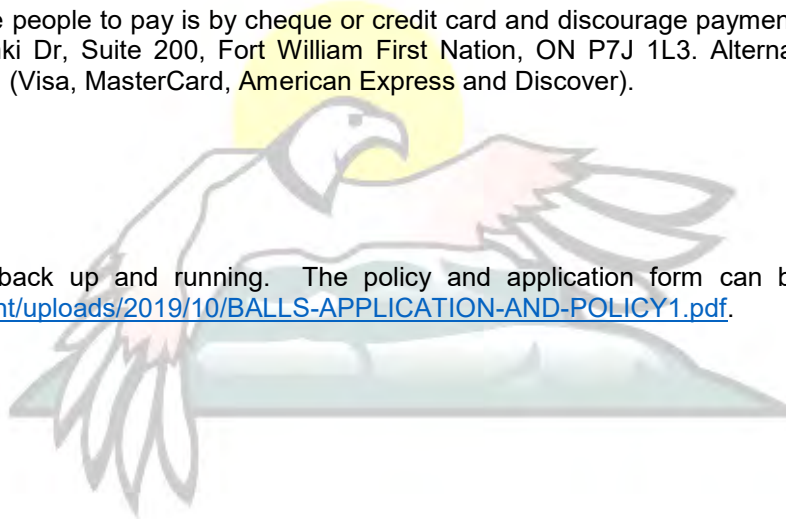 e people to pay is by cheque or credit card and discourage paymen
ki Dr, Suite 200, Fort William First Nation, ON P7J 1L3. Alterna
(Visa, MasterCard, American Express and Discover).
back up and running. The policy and application form can b
nt/uploads/2019/10/BALLS-APPLICATION-AND-POLICY1.pdf.